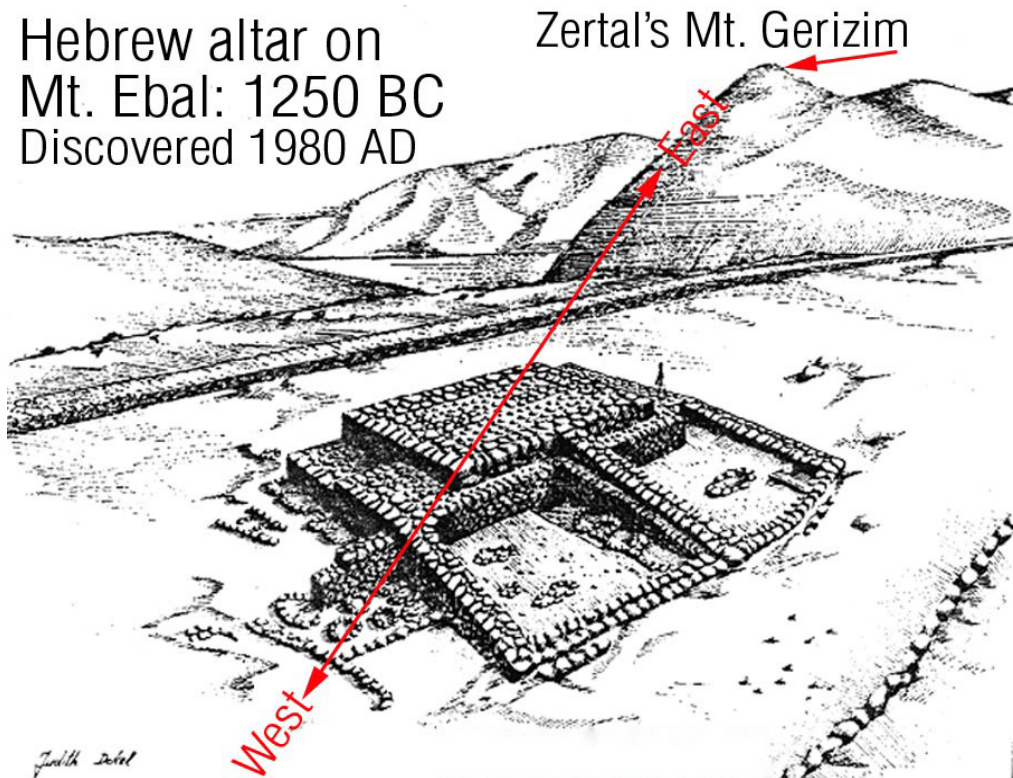 Hebrew altar on
Mt. Ebal: 1250 BC
Discovered 1980 AD
Zertal's Mt. Gerizim
East
West
Judith Dekel